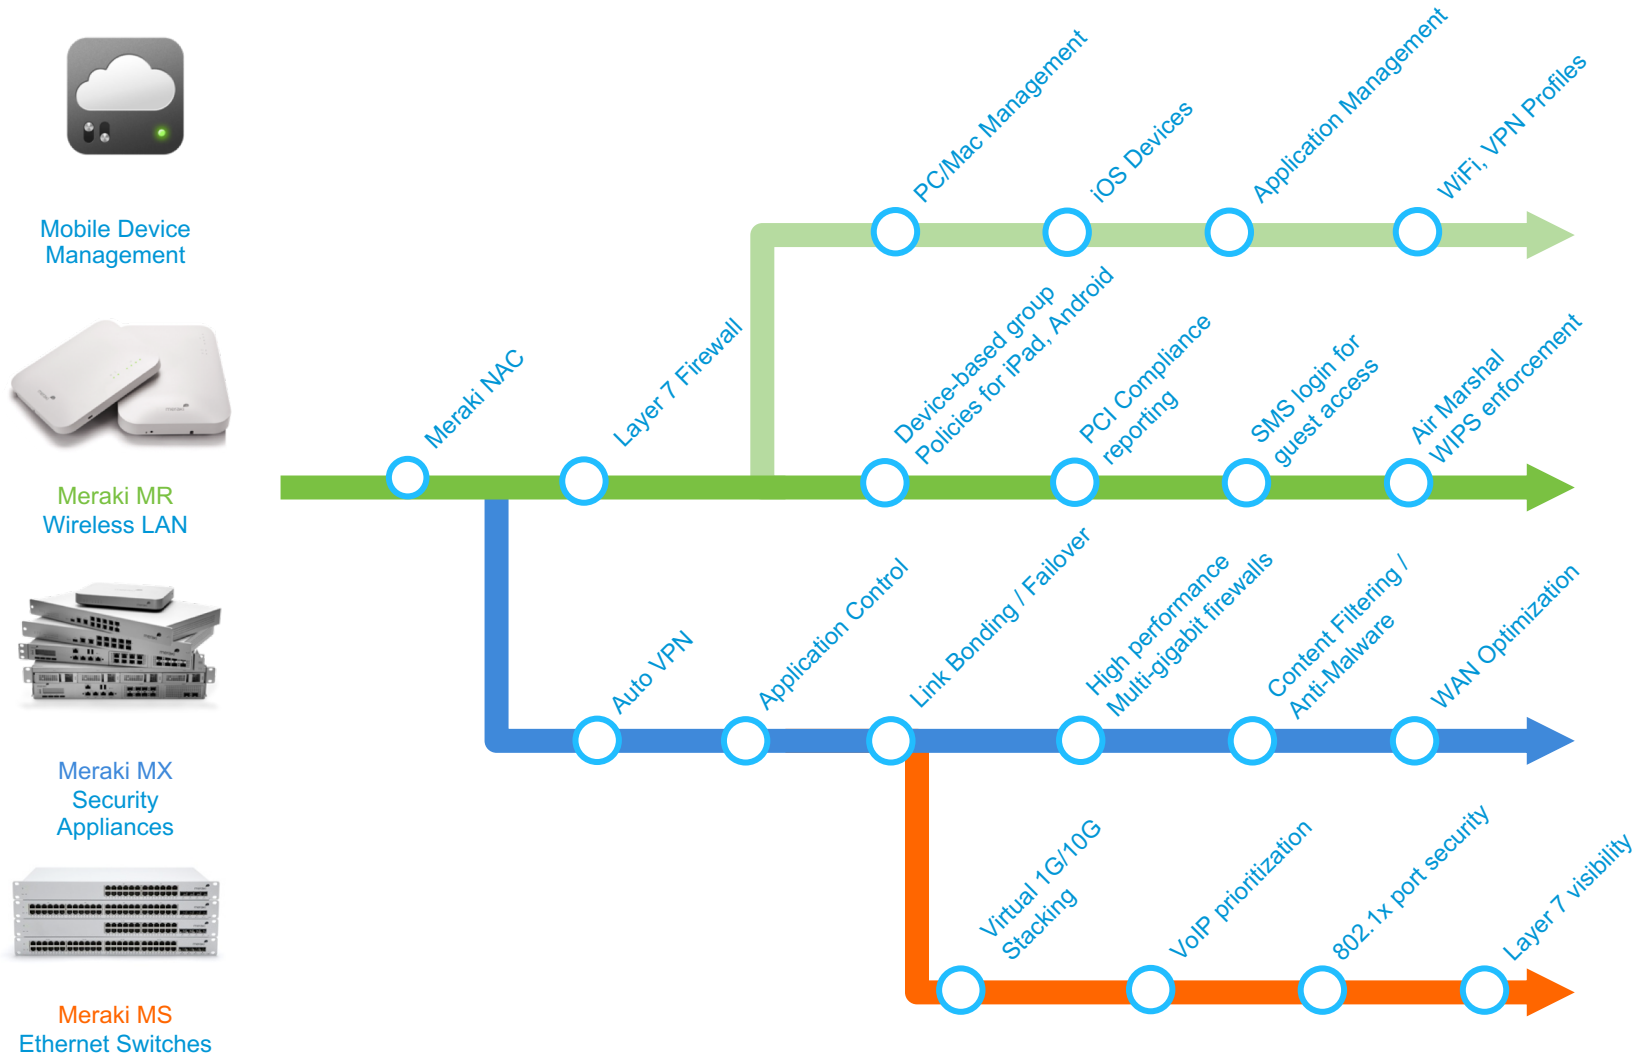 Mobile Device
Management
PC/Mac Management
iOS Devices
Application Management
WiFi, VPN Profiles
Meraki MR
Wireless LAN
Meraki NAC
Layer 7 Firewall
Device-based group
Policies for iPad, Android
PCI Compliance
reporting
SMS login for
guest access
Air Marshal
WIPS enforcement
Meraki MX
Security
Appliances
Auto VPN
Application Control
Link Bonding / Failover
High performance
Multi-gigabit firewalls
Content Filtering /
Anti-Malware
WAN Optimization
Meraki MS
Ethernet Switches
Virtual 1G/10G
Stacking
VoIP prioritization
802.1x port security
Layer 7 visibility